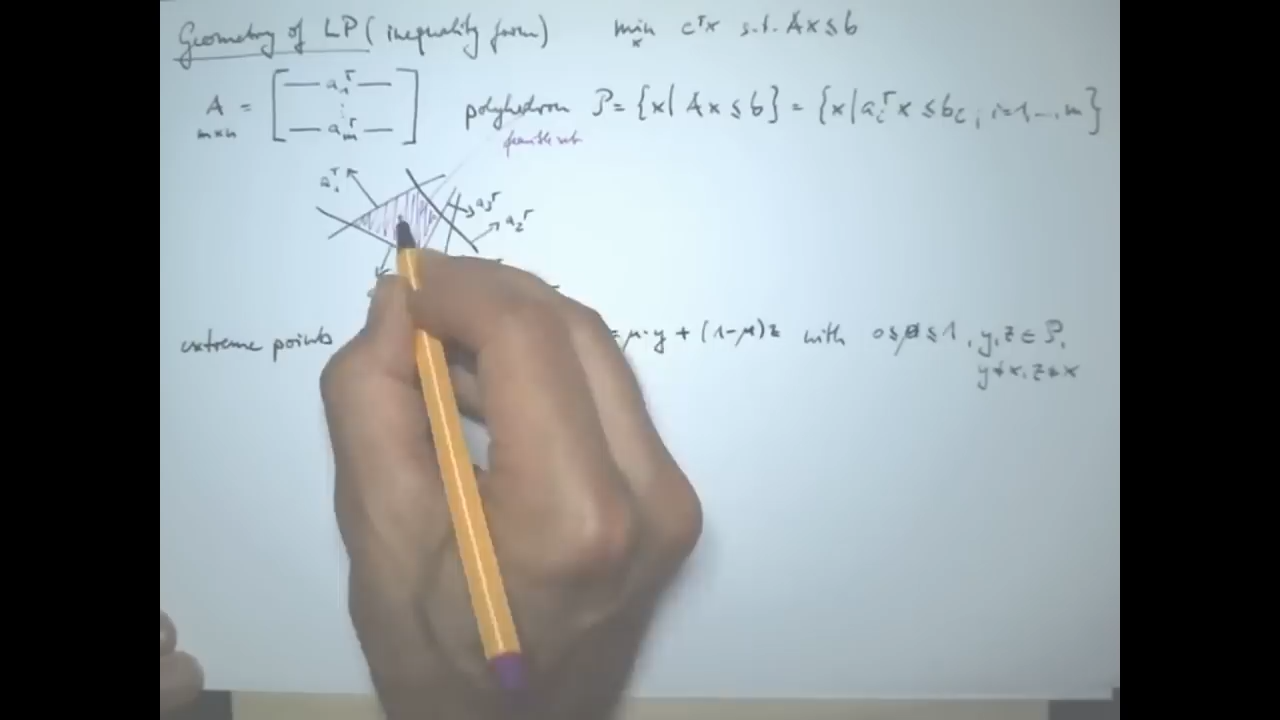 Geometry of LP (inequality form) min x cᵀx s.t. Ax ≤ b
A m×n = [ — a₁ᵀ — ⋮ — aₘᵀ — ] polyhedron P = {x | Ax ≤ b} = {x | aᵢᵀx ≤ bᵢ, i=1...m}
feasible set
a₁ᵀ
a₃ᵀ
a₂ᵀ
extreme points = μ·y + (1-μ)z with 0 ≤ μ ≤ 1, y, z ∈ P,
y ≠ x, z ≠ x